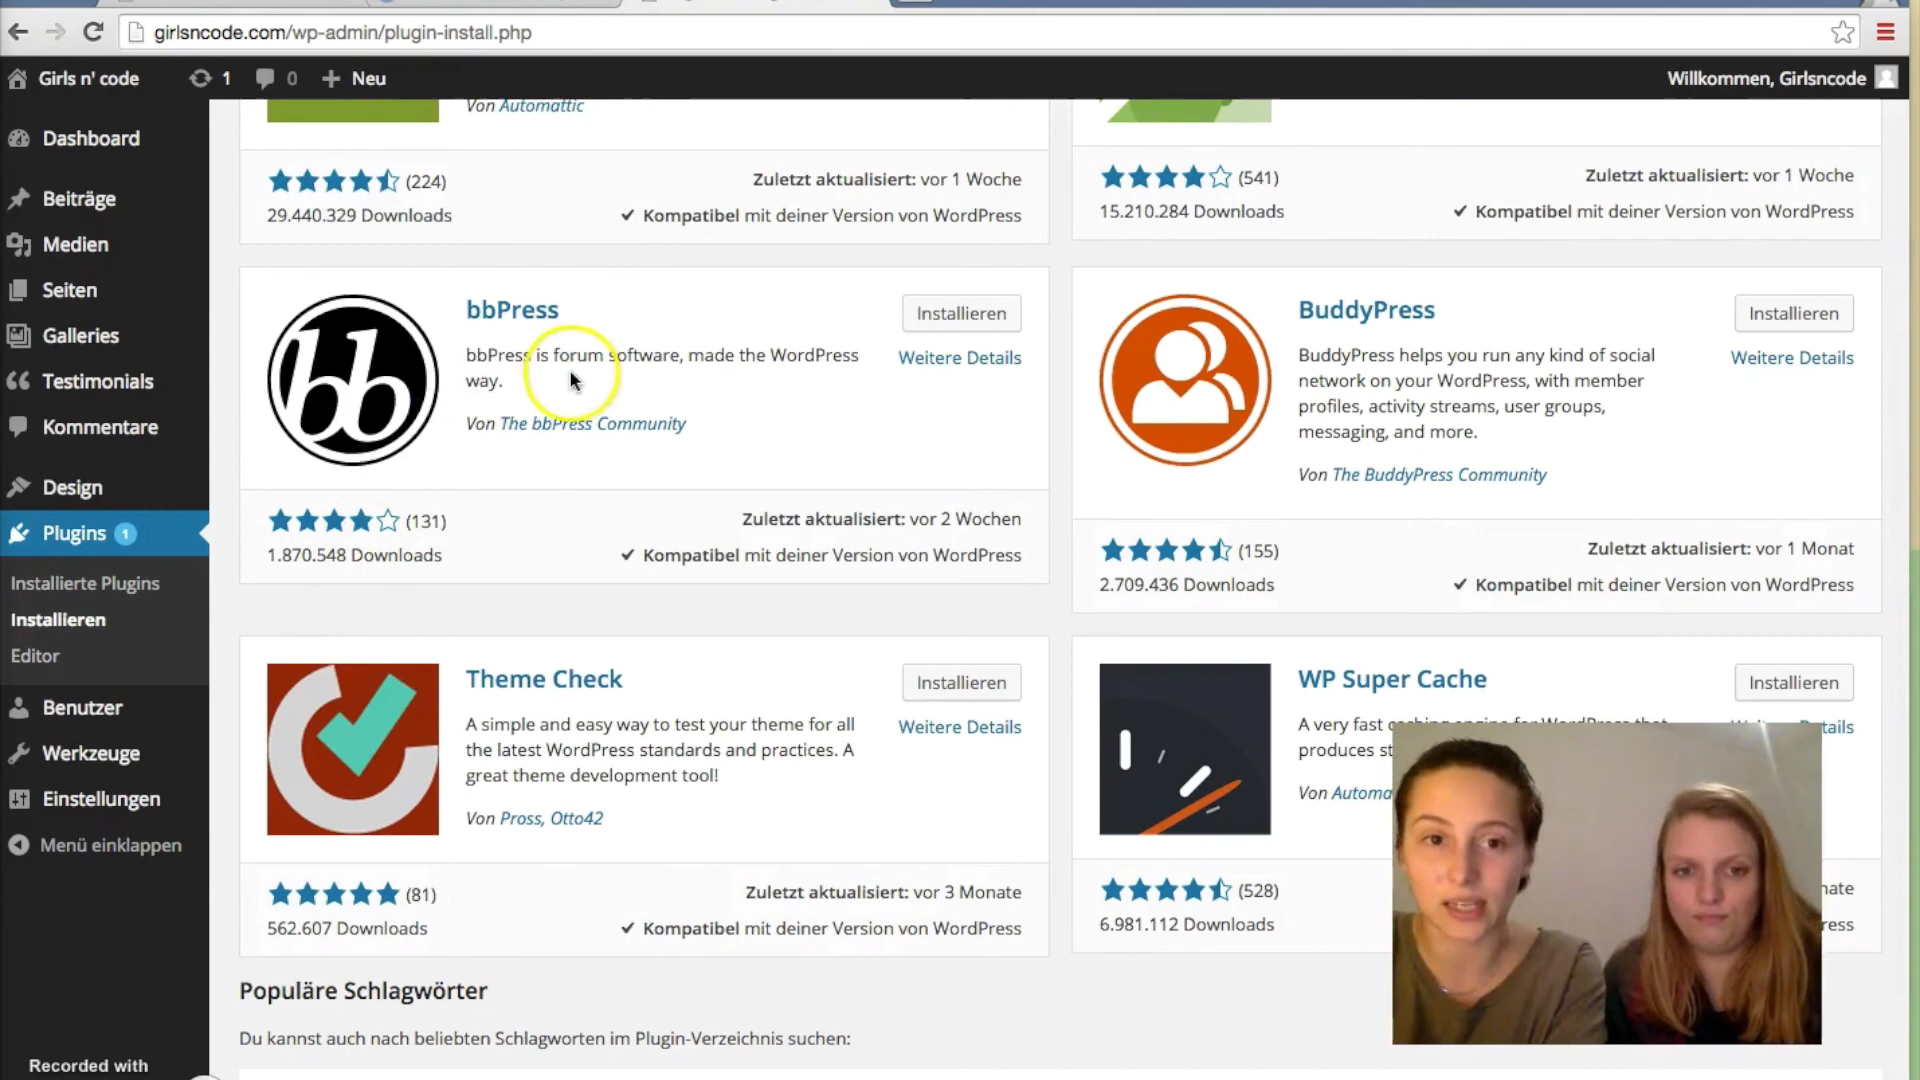 girlsncode.com/wp-admin/plugin-install.php
Girls n' code
1
0
Neu
Willkommen, Girlsncode
Dashboard
Beiträge
Medien
Seiten
Galleries
Testimonials
Kommentare
Design
Plugins 1
Installierte Plugins
Installieren
Editor
Benutzer
Werkzeuge
Einstellungen
Menü einklappen
Recorded with
Von Automattic
(224)
29.440.329 Downloads
Zuletzt aktualisiert: vor 1 Woche
✓ Kompatibel mit deiner Version von WordPress
(541)
15.210.284 Downloads
Zuletzt aktualisiert: vor 1 Woche
✓ Kompatibel mit deiner Version von WordPress
bb
bbPress
Installieren
bbPress is forum software, made the WordPress
way.
Weitere Details
Von The bbPress Community
(131)
1.870.548 Downloads
Zuletzt aktualisiert: vor 2 Wochen
✓ Kompatibel mit deiner Version von WordPress
BuddyPress
Installieren
BuddyPress helps you run any kind of social
network on your WordPress, with member
profiles, activity streams, user groups,
messaging, and more.
Weitere Details
Von The BuddyPress Community
(155)
2.709.436 Downloads
Zuletzt aktualisiert: vor 1 Monat
✓ Kompatibel mit deiner Version von WordPress
Theme Check
Installieren
A simple and easy way to test your theme for all
the latest WordPress standards and practices. A
great theme development tool!
Weitere Details
Von Pross, Otto42
(81)
562.607 Downloads
Zuletzt aktualisiert: vor 3 Monate
✓ Kompatibel mit deiner Version von WordPress
WP Super Cache
Installieren
A very fast caching engine for WordPress that
produces st
Von Automa
(528)
6.981.112 Downloads
Populäre Schlagwörter
Du kannst auch nach beliebten Schlagworten im Plugin-Verzeichnis suchen: